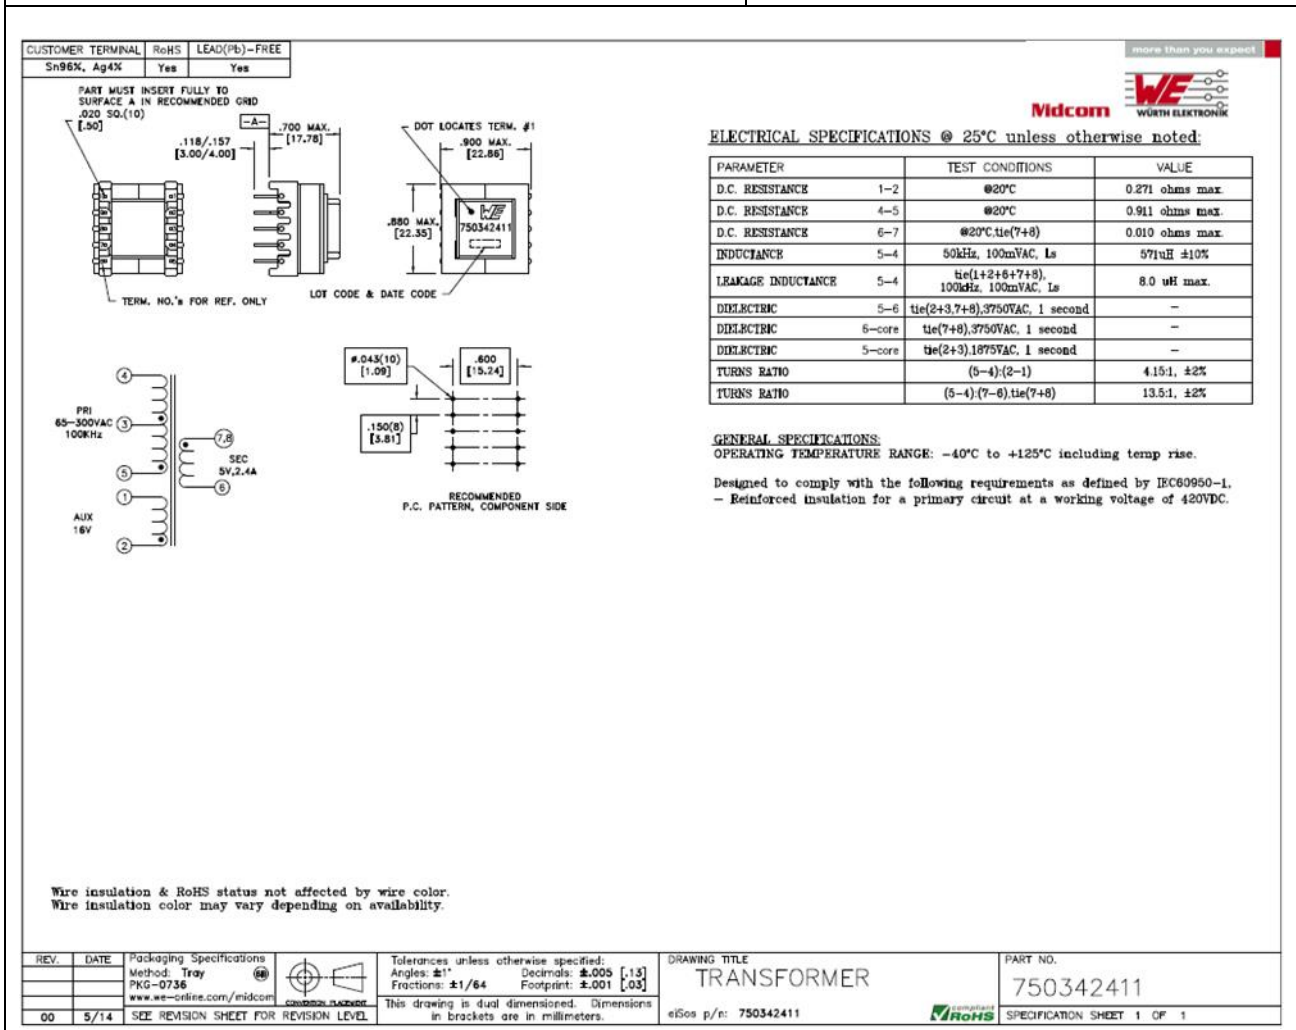 CUSTOMER TERMINAL RoHS LEAD(Pb)-FREE
Sn96%, Ag4% Yes Yes
more than you expect
PART MUST INSERT FULLY TO
SURFACE A IN RECOMMENDED GRID
.020 SQ.(10)
[.50]
-A-
.700 MAX.
[17.78]
.118/.157
[3.00/4.00]
DOT LOCATES TERM. #1
.900 MAX.
[22.86]
.880 MAX.
[22.35]
WE
750342411
TERM. NO.'s FOR REF. ONLY
LOT CODE & DATE CODE
Midcom
WE
WÜRTH ELEKTRONIK
ELECTRICAL SPECIFICATIONS @ 25°C unless otherwise noted:
PARAMETER TEST CONDITIONS VALUE
D.C. RESISTANCE 1-2 @20°C 0.271 ohms max.
D.C. RESISTANCE 4-5 @20°C 0.911 ohms max.
D.C. RESISTANCE 6-7 @20°C,tie(7+8) 0.010 ohms max.
INDUCTANCE 5-4 50kHz, 100mVAC, Ls 571uH ±10%
LEAKAGE INDUCTANCE 5-4 tie(1+2+6+7+8), 100kHz, 100mVAC, Ls 8.0 uH max.
DIELECTRIC 5-6 tie(2+3,7+8),3750VAC, 1 second -
DIELECTRIC 6-core tie(7+8),3750VAC, 1 second -
DIELECTRIC 5-core tie(2+3),1875VAC, 1 second -
TURNS RATIO (5-4):(2-1) 4.15:1, ±2%
TURNS RATIO (5-4):(7-6),tie(7+8) 13.5:1, ±2%
GENERAL SPECIFICATIONS:
OPERATING TEMPERATURE RANGE: -40°C to +125°C including temp rise.
Designed to comply with the following requirements as defined by IEC60950-1,
- Reinforced insulation for a primary circuit at a working voltage of 420VDC.
4
PRI
65-300VAC 3
100KHz
5
7,8
SEC
5V,2.4A
6
1
AUX
16V
2
ø.043(10)
[1.09]
.600
[15.24]
.150(8)
[3.81]
RECOMMENDED
P.C. PATTERN, COMPONENT SIDE
Wire insulation & RoHS status not affected by wire color.
Wire insulation color may vary depending on availability.
REV. DATE
00 5/14
Packaging Specifications
Method: Tray
PKG-0736
www.we-online.com/midcom
CONVENTION PLACEMENT
SEE REVISION SHEET FOR REVISION LEVEL
Tolerances unless otherwise specified:
Angles: ±1° Decimals: ±.005 [.13]
Fractions: ±1/64 Footprint: ±.001 [.03]
This drawing is dual dimensioned. Dimensions
in brackets are in millimeters.
DRAWING TITLE
TRANSFORMER
eiSos p/n: 750342411
compliant
RoHS
PART NO.
750342411
SPECIFICATION SHEET 1 OF 1